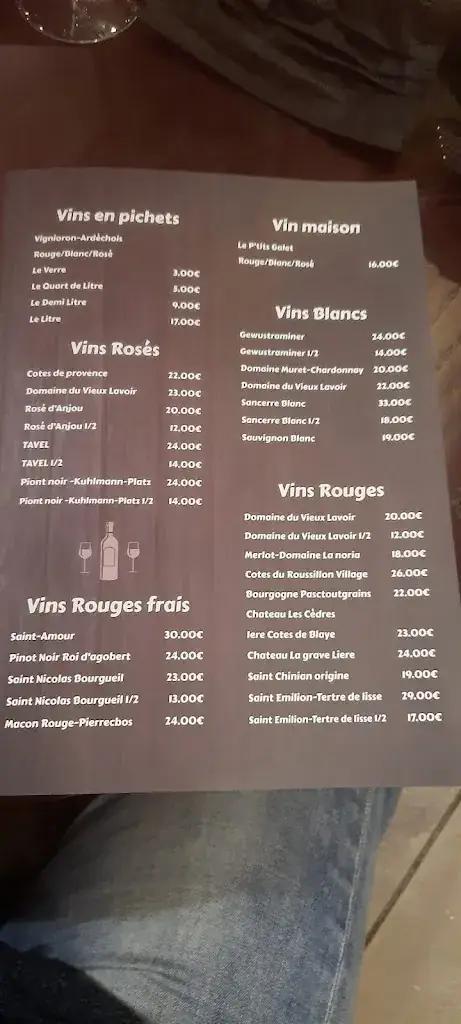 Vins en pichets
Vignloron-Ardèchois
Rouge/Blanc/Rosé
Le Verre 3.00€
Le Quart de Litre 5.00€
Le Demi Litre 9.00€
Le Litre 17.00€
Vins Rosés
Cotes de provence 22.00€
Domaine du Vieux Lavoir 23.00€
Rosé d'Anjou 20.00€
Rosé d'Anjou 1/2 12.00€
TAVEL 24.00€
TAVEL 1/2 14.00€
Piont noir -Kuhlmann-Platz 24.00€
Piont noir -Kuhlmann-Platz 1/2 14.00€
Vins Rouges frais
Saint-Amour 30.00€
Pinot Noir Roi d'agobert 24.00€
Saint Nicolas Bourgueil 23.00€
Saint Nicolas Bourgueil 1/2 13.00€
Macon Rouge-Pierrecbos 24.00€
Vin maison
Le P'Uts Galet
Rouge/Blanc/Rosé 16.00€
Vins Blancs
Gewustraminer 24.00€
Gewustraminer 1/2 14.00€
Domaine Muret-Chardonnay 20.00€
Domaine du Vieux Lavoir 22.00€
Sancerre Blanc 33.00€
Sancerre Blanc 1/2 18.00€
Sauvignon Blanc 19.00€
Vins Rouges
Domaine du Vieux Lavoir 20.00€
Domaine du Vieux Lavoir 1/2 12.00€
Merlot-Domaine La noria 18.00€
Cotes du Roussillon Village 26.00€
Bourgogne Pasctoutgrains 22.00€
Chateau Les Cèdres
1ere Cotes de Blaye 23.00€
Chateau La grave Liere 24.00€
Saint Chinian origine 19.00€
Saint Emilion-Tertre de lisse 29.00€
Saint Emilion-Tertre de lisse 1/2 17.00€